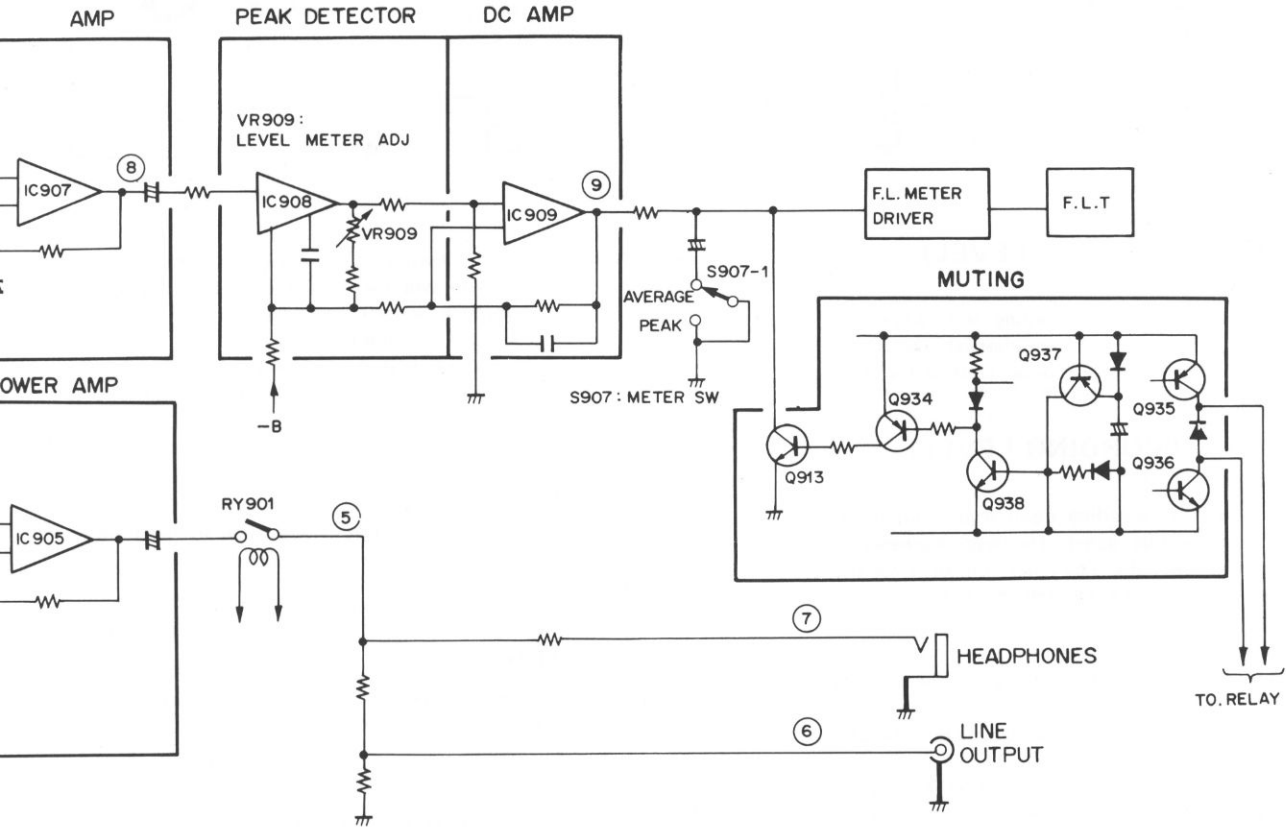 AMP
PEAK DETECTOR
DC AMP
VR909:
LEVEL METER ADJ
8
IC907
IC908
VR909
IC909
9
F.L. METER
DRIVER
F.L.T
S907-1
AVERAGE
PEAK
S907: METER SW
-B
MUTING
Q937
Q934
Q935
Q936
Q913
Q938
OWER AMP
IC905
RY901
5
7
HEADPHONES
TO. RELAY
6
LINE
OUTPUT